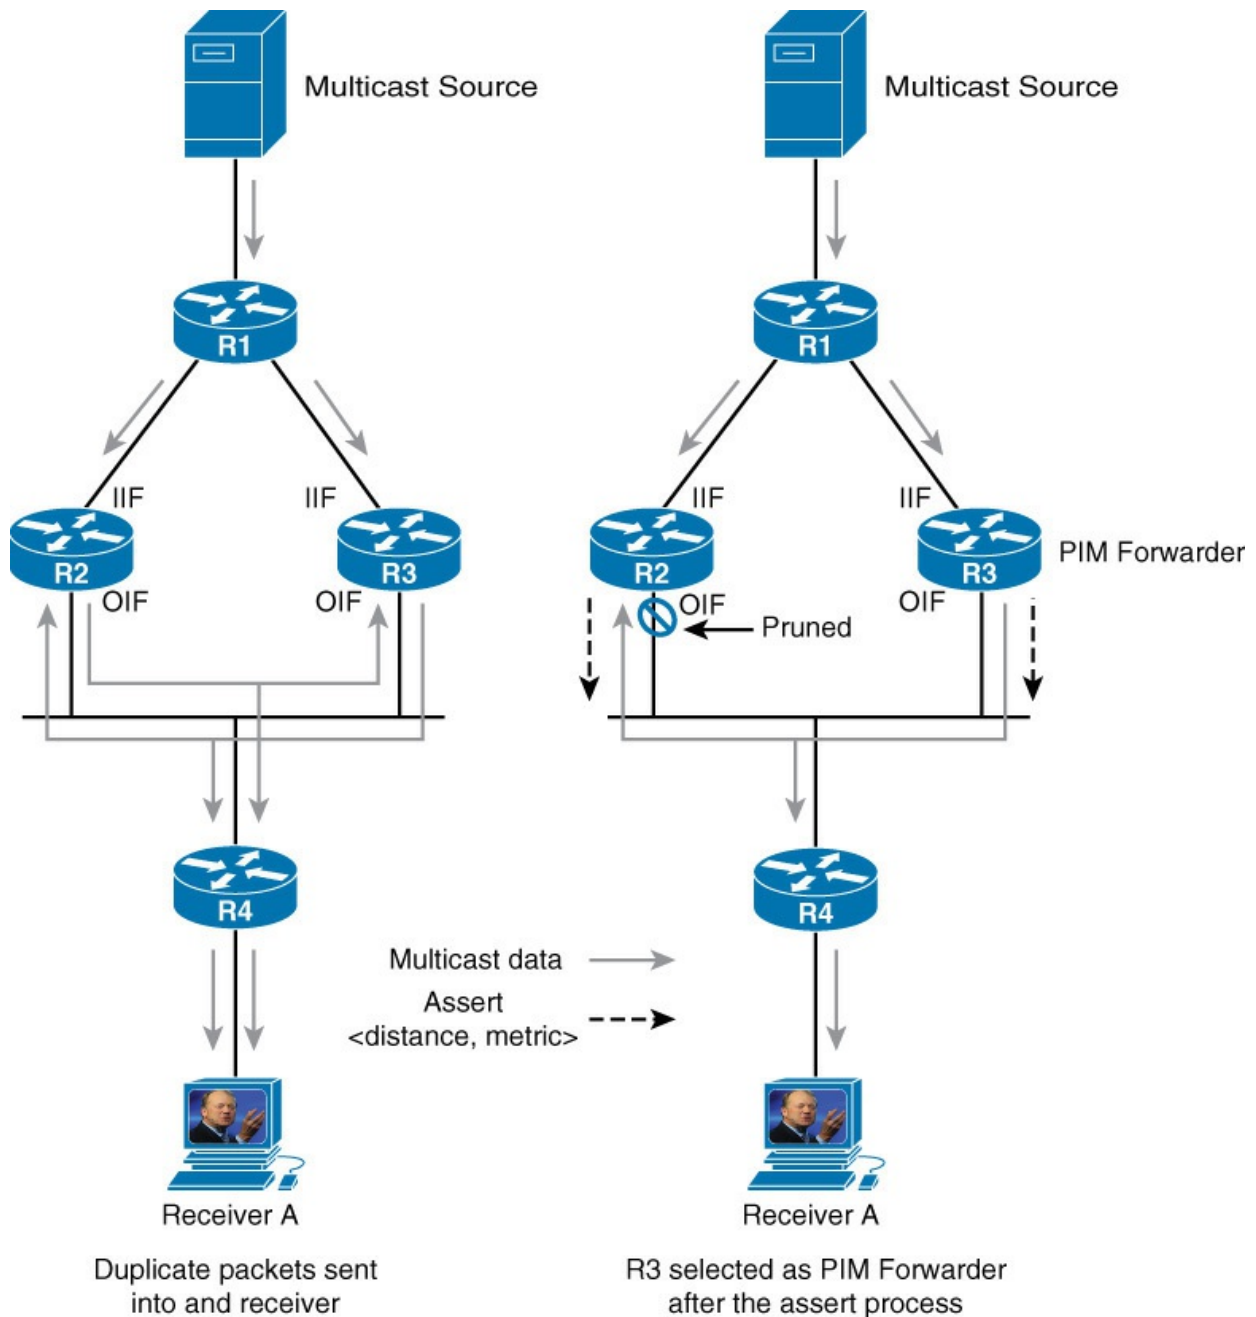 Multicast Source
Multicast Source
R1
R1
IIF
IIF
IIF
IIF
R2
R3
R2
R3
PIM Forwarder
OIF
OIF
OIF
OIF
Pruned
R4
R4
Multicast data
Assert
<distance, metric>
Receiver A
Receiver A
Duplicate packets sent
into and receiver
R3 selected as PIM Forwarder
after the assert process